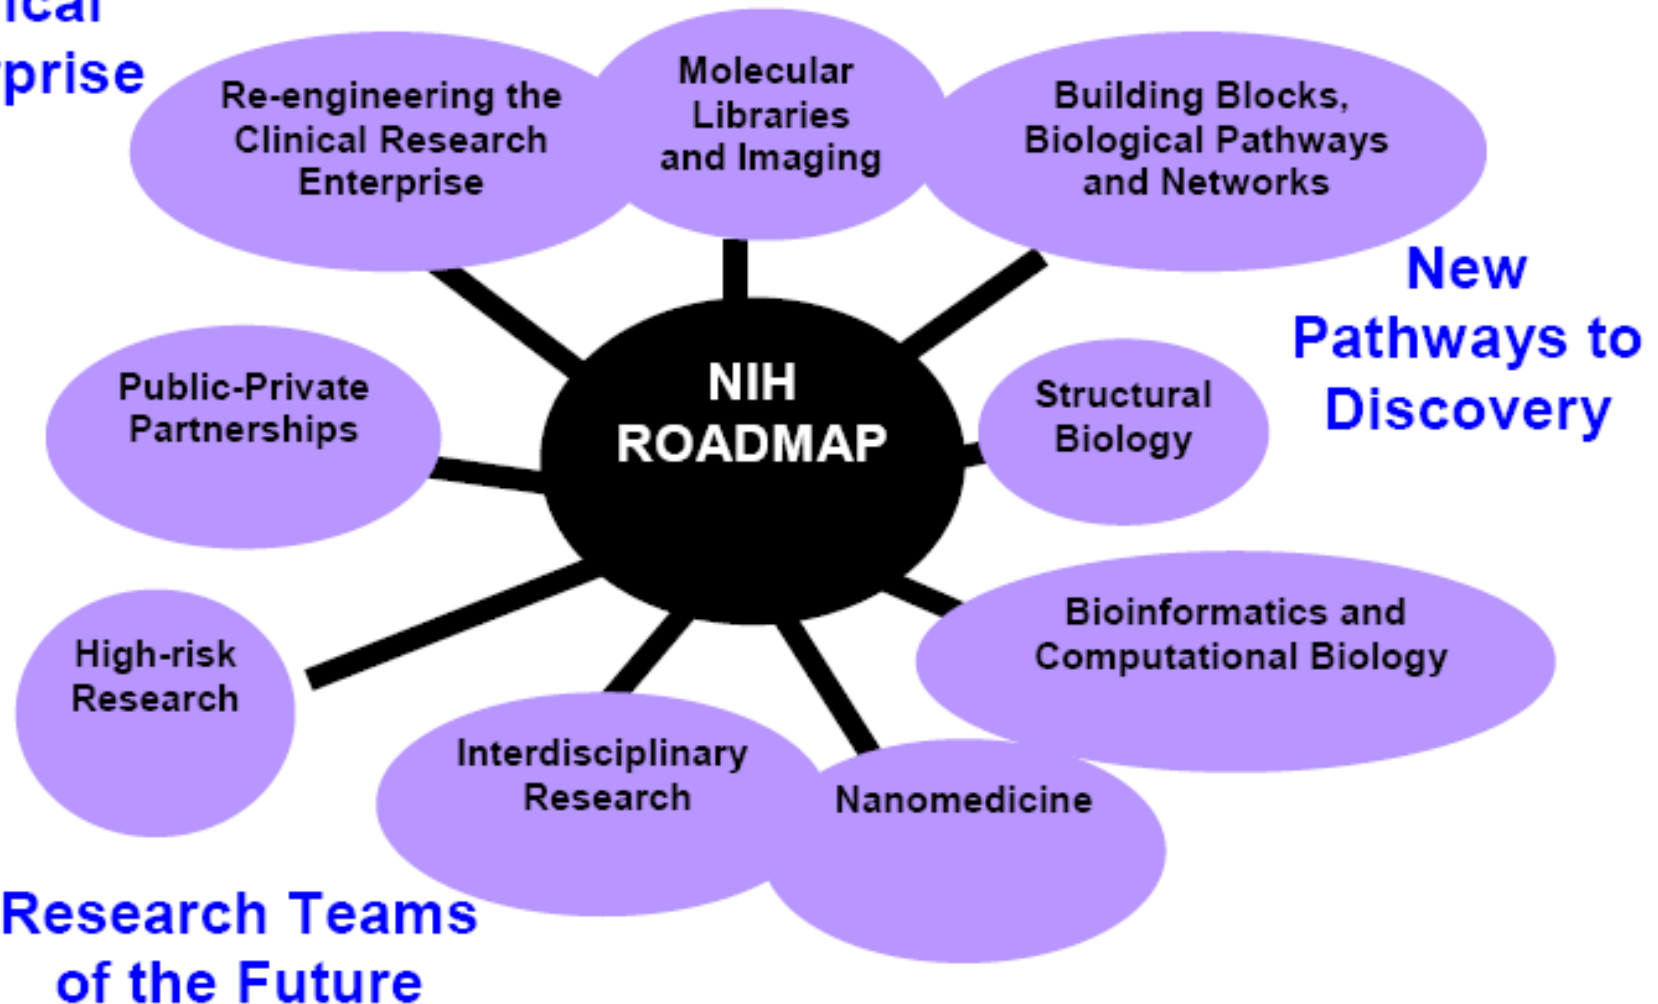 ical
rprise
Re-engineering the
Clinical Research
Enterprise
Molecular
Libraries
and Imaging
Building Blocks,
Biological Pathways
and Networks
New
Pathways to
Discovery
Public-Private
Partnerships
NIH
ROADMAP
Structural
Biology
High-risk
Research
Bioinformatics and
Computational Biology
Interdisciplinary
Research
Nanomedicine
Research Teams
of the Future